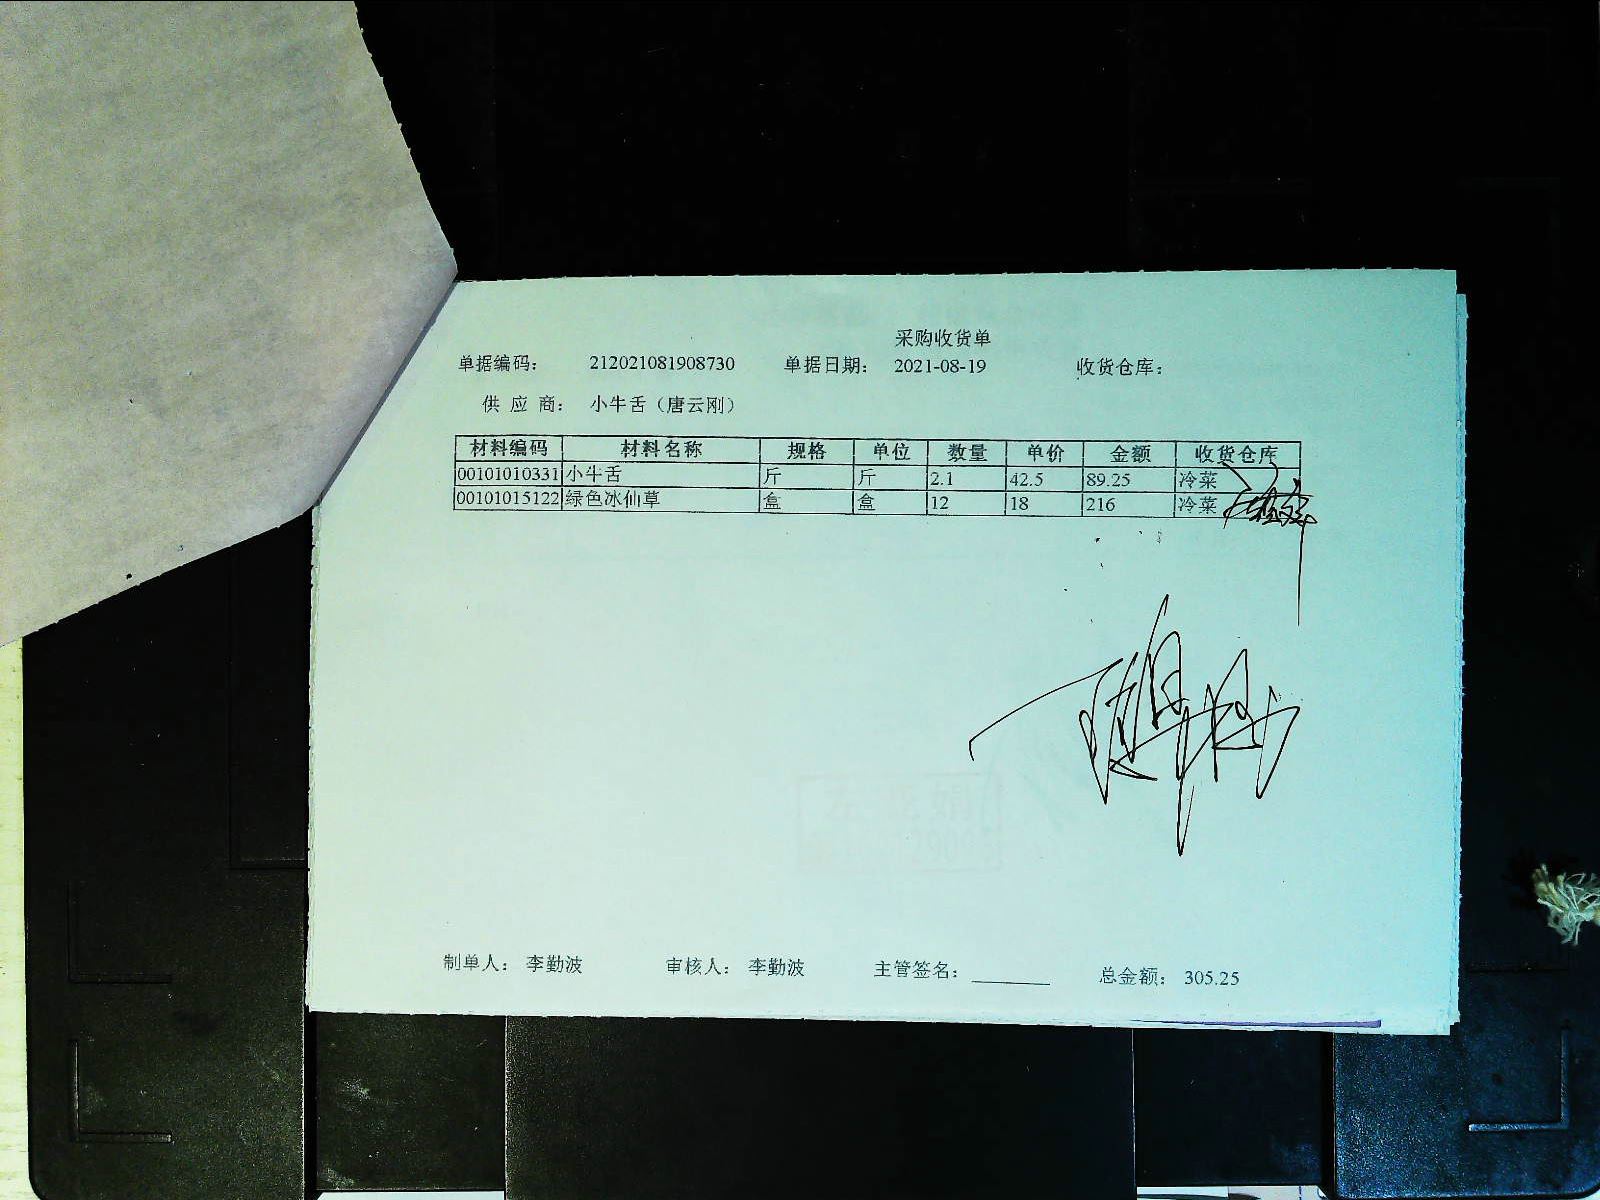 采购收货单
单据编码： 212021081908730 单据日期： 2021-08-19 收货仓库：
供 应 商： 小牛舌（唐云刚）
材料编码 材料名称 规格 单位 数量 单价 金额 收货仓库
00101010331 小牛舌 斤 斤 2.1 42.5 89.25 冷菜
00101015122 绿色冰仙草 盒 盒 12 18 216 冷菜
制单人： 李勤波 审核人： 李勤波 主管签名： 总金额： 305.25